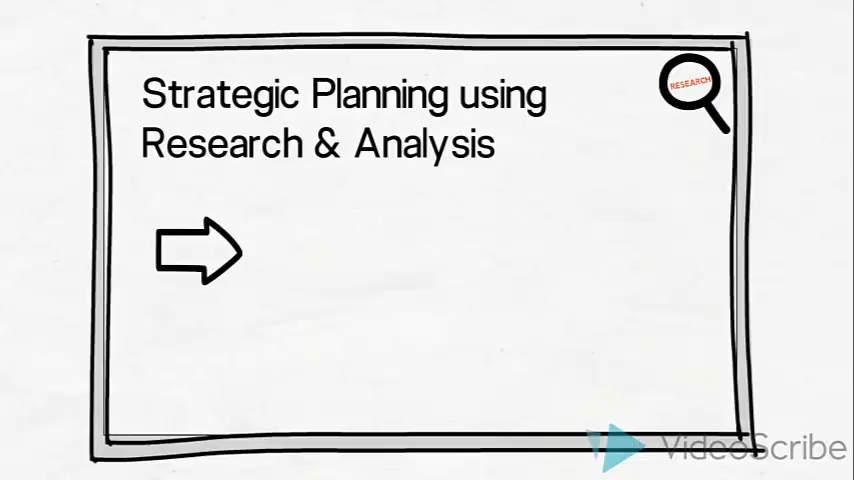 Strategic Planning using
Research & Analysis
RESEARCH
VideoScribe